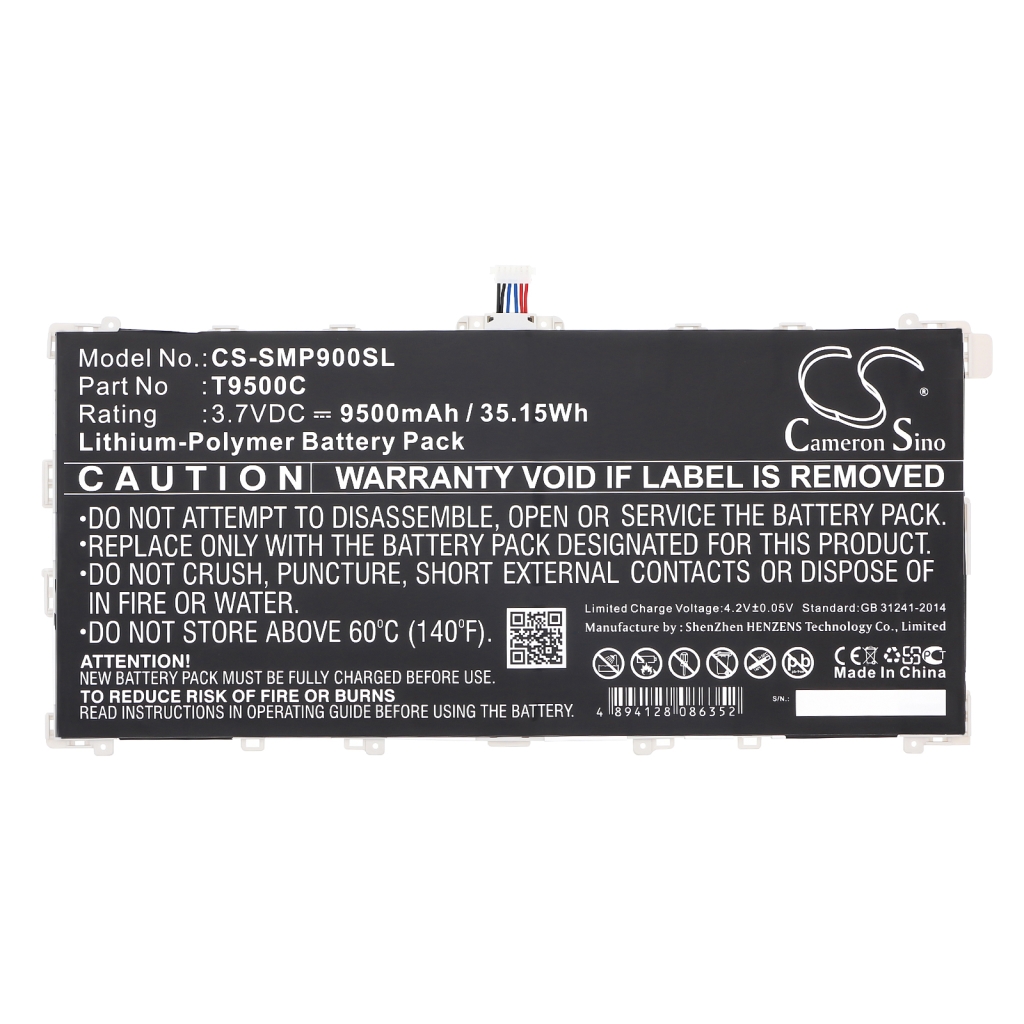 Model No.: CS-SMP900SL
Part No : T9500C
Rating : 3.7VDC ⎓ 9500mAh / 35.15Wh
Lithium-Polymer Battery Pack
CS ®
Cameron Sino
CAUTION WARRANTY VOID IF LABEL IS REMOVED
•DO NOT ATTEMPT TO DISASSEMBLE, OPEN OR SERVICE THE BATTERY PACK.
•REPLACE ONLY WITH THE BATTERY PACK DESIGNATED FOR THIS PRODUCT.
•DO NOT CRUSH, PUNCTURE, SHORT EXTERNAL CONTACTS OR DISPOSE OF
IN FIRE OR WATER.
•DO NOT STORE ABOVE 60°C (140°F).
Limited Charge Voltage:4.2V±0.05V Standard:GB 31241-2014
Manufacture by : ShenZhen HENZENS Technology Co., Limited
ATTENTION!
NEW BATTERY PACK MUST BE FULLY CHARGED BEFORE USE.
TO REDUCE RISK OF FIRE OR BURNS
READ INSTRUCTIONS IN OPERATING GUIDE BEFORE USING THE BATTERY.
Pb
CE
PCT
Made In China
4 894128 086352
S/N.: